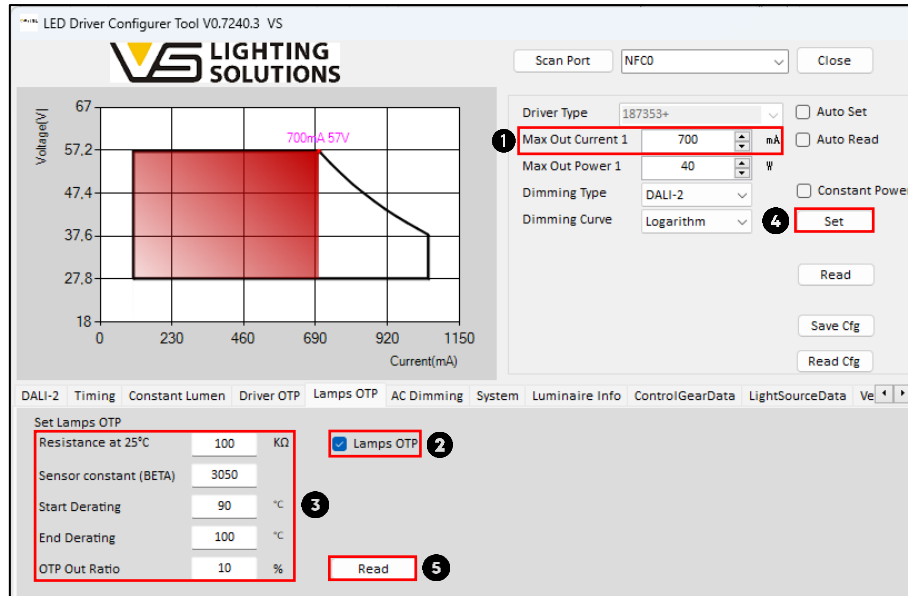 LED Driver Configurer Tool V0.7240.3 VS
VS LIGHTING SOLUTIONS
Scan Port NFC0 Close
Voltage[V]
67
57,2
47,4
37,6
27,8
18
700mA 57V
0 230 460 690 920 1150
Current(mA)
Driver Type 187353+ Auto Set
1 Max Out Current 1 700 mA Auto Read
Max Out Power 1 40 W
Dimming Type DALI-2 Constant Power
Dimming Curve Logarithm 4 Set
Read
Save Cfg
Read Cfg
DALI-2 Timing Constant Lumen Driver OTP Lamps OTP AC Dimming System Luminaire Info ControlGearData LightSourceData Ve
Set Lamps OTP
Resistance at 25°C 100 KΩ Lamps OTP 2
Sensor constant (BETA) 3050
Start Derating 90 °C 3
End Derating 100 °C
OTP Out Ratio 10 % Read 5